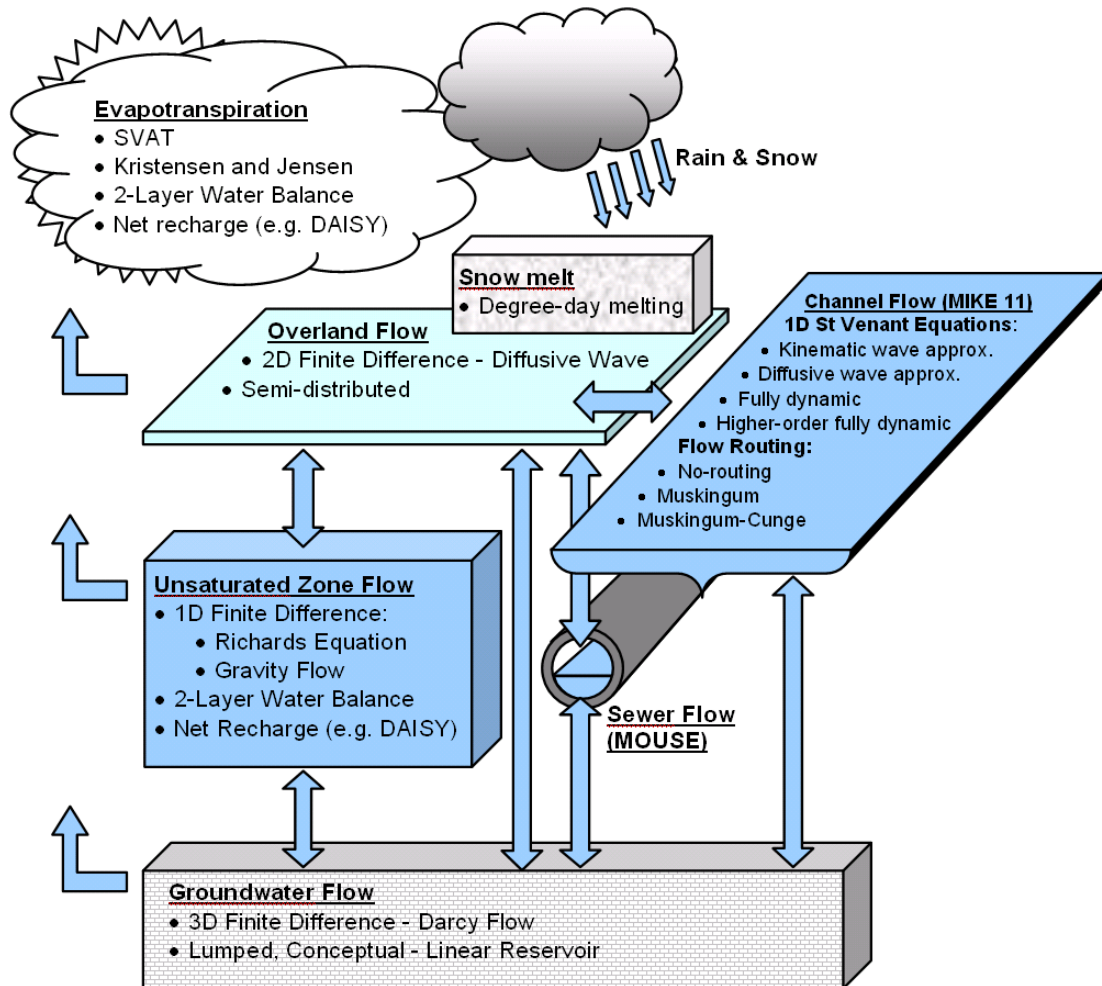 Evapotranspiration
• SVAT
• Kristensen and Jensen
• 2-Layer Water Balance
• Net recharge (e.g. DAISY)
Rain & Snow
Snow melt
• Degree-day melting
Overland Flow
• 2D Finite Difference - Diffusive Wave
• Semi-distributed
Channel Flow (MIKE 11)
1D St Venant Equations:
• Kinematic wave approx.
• Diffusive wave approx.
• Fully dynamic
• Higher-order fully dynamic
Flow Routing:
• No-routing
• Muskingum
• Muskingum-Cunge
Unsaturated Zone Flow
• 1D Finite Difference:
• Richards Equation
• Gravity Flow
• 2-Layer Water Balance
• Net Recharge (e.g. DAISY)
Sewer Flow
(MOUSE)
Groundwater Flow
• 3D Finite Difference - Darcy Flow
• Lumped, Conceptual - Linear Reservoir